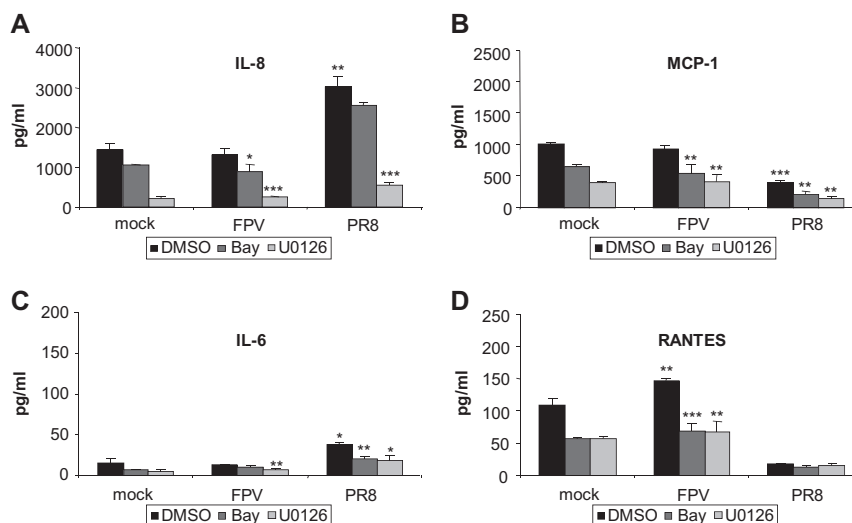 A
IL-8
pg/ml
4000
3000
2000
1000
0
**
*
***
***
mock FPV PR8
DMSO Bay U0126
B
MCP-1
pg/ml
2500
2000
1500
1000
500
0
**
**
***
**
**
mock FPV PR8
DMSO Bay U0126
C
IL-6
pg/ml
200
150
100
50
0
**
*
**
*
mock FPV PR8
DMSO Bay U0126
D
RANTES
pg/ml
250
200
150
100
50
0
**
***
**
mock FPV PR8
DMSO Bay U0126